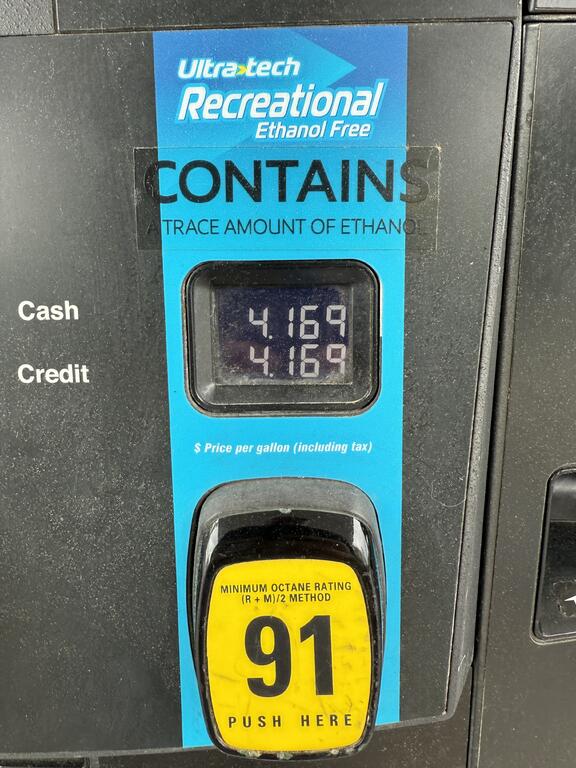 Ultra tech
Recreational
Ethanol Free
CONTAINS
A TRACE AMOUNT OF ETHANOL
Cash
4.169
Credit
4.169
$ Price per gallon (including tax)
MINIMUM OCTANE RATING
(R + M)/2 METHOD
91
PUSH HERE